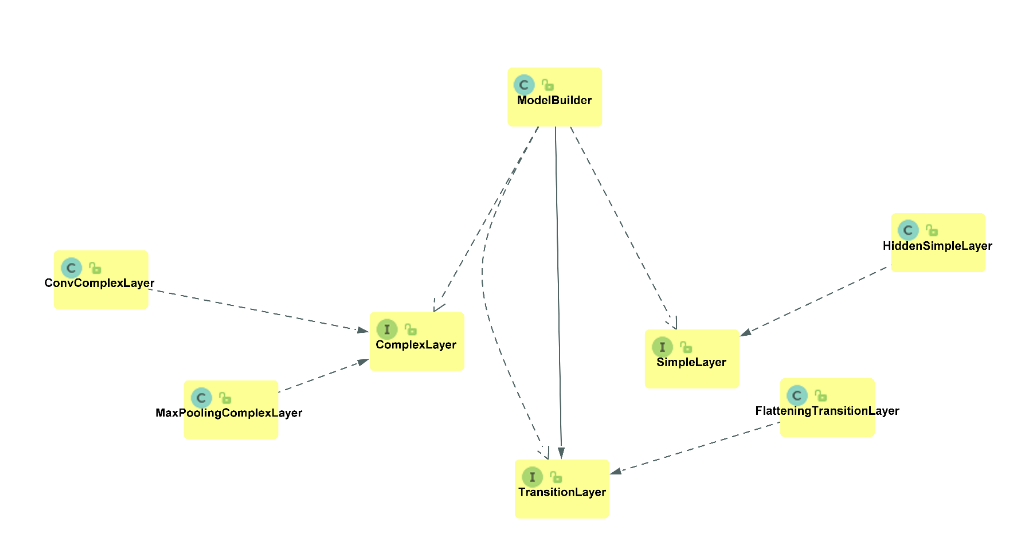 C
ModelBuilder
C
HiddenSimpleLayer
C
ConvComplexLayer
I
ComplexLayer
I
SimpleLayer
C
MaxPoolingComplexLayer
C
FlatteningTransitionLayer
I
TransitionLayer